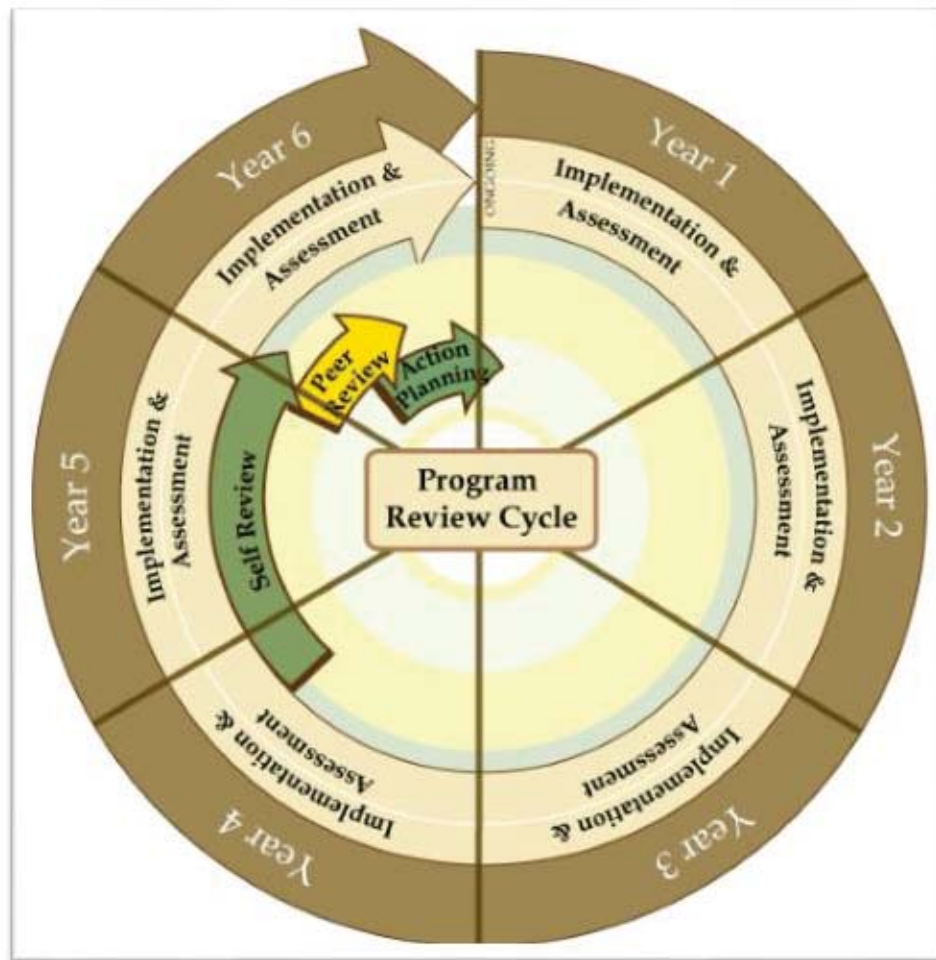 Year 1
Implementation &
Assessment
ONGOING
Year 2
Implementation &
Assessment
Year 3
Implementation &
Assessment
Year 4
Implementation &
Assessment
Year 5
Implementation &
Assessment
Year 6
Implementation &
Assessment
Self Review
Peer
Review
Action
Planning
Program
Review Cycle